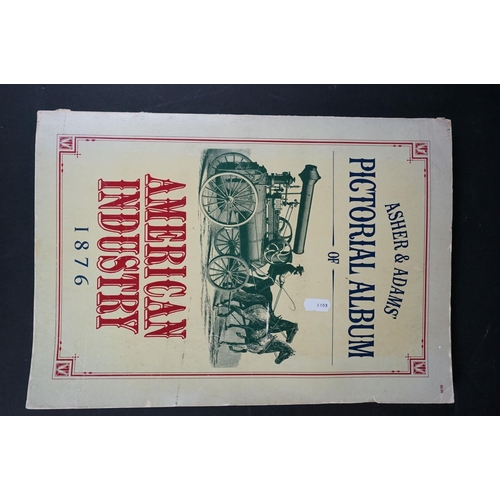 ASHER & ADAMS'
PICTORIAL ALBUM
OF
AMERICAN
INDUSTRY
1876